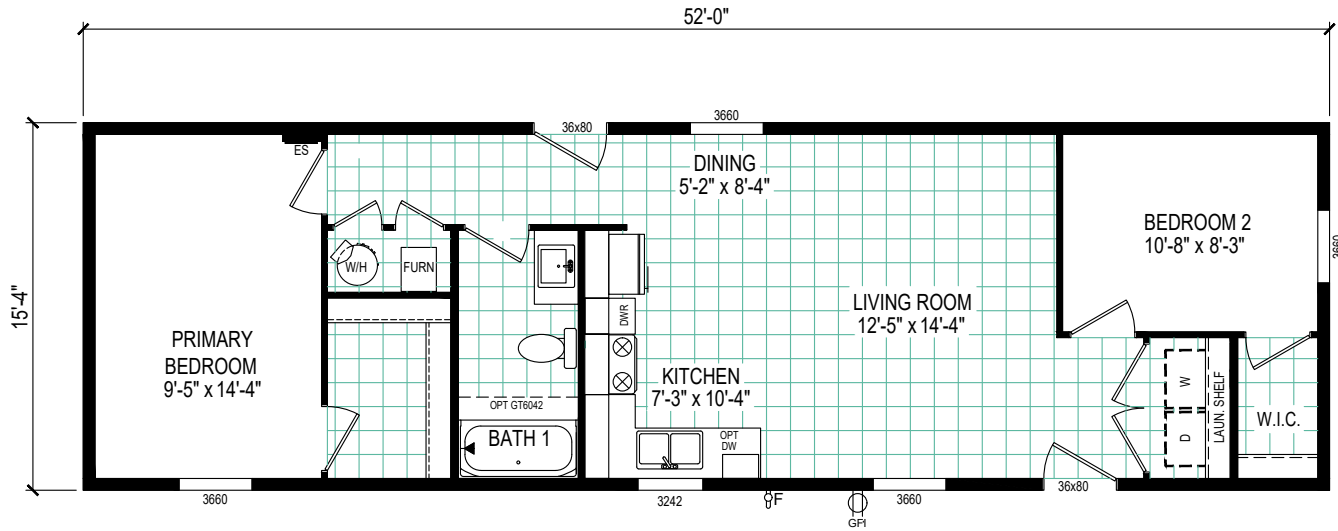 52'-0"
15'-4"
3660
36x80
ES
DINING
5'-2" x 8'-4"
BEDROOM 2
10'-8" x 8'-3"
3660
W/H
FURN
LIVING ROOM
12'-5" x 14'-4"
DWR
PRIMARY
BEDROOM
9'-5" x 14'-4"
KITCHEN
7'-3" x 10'-4"
W
D
LAUN. SHELF
W.I.C.
OPT GT6042
BATH 1
OPT
DW
3660
3242
F
GFI
3660
36x80